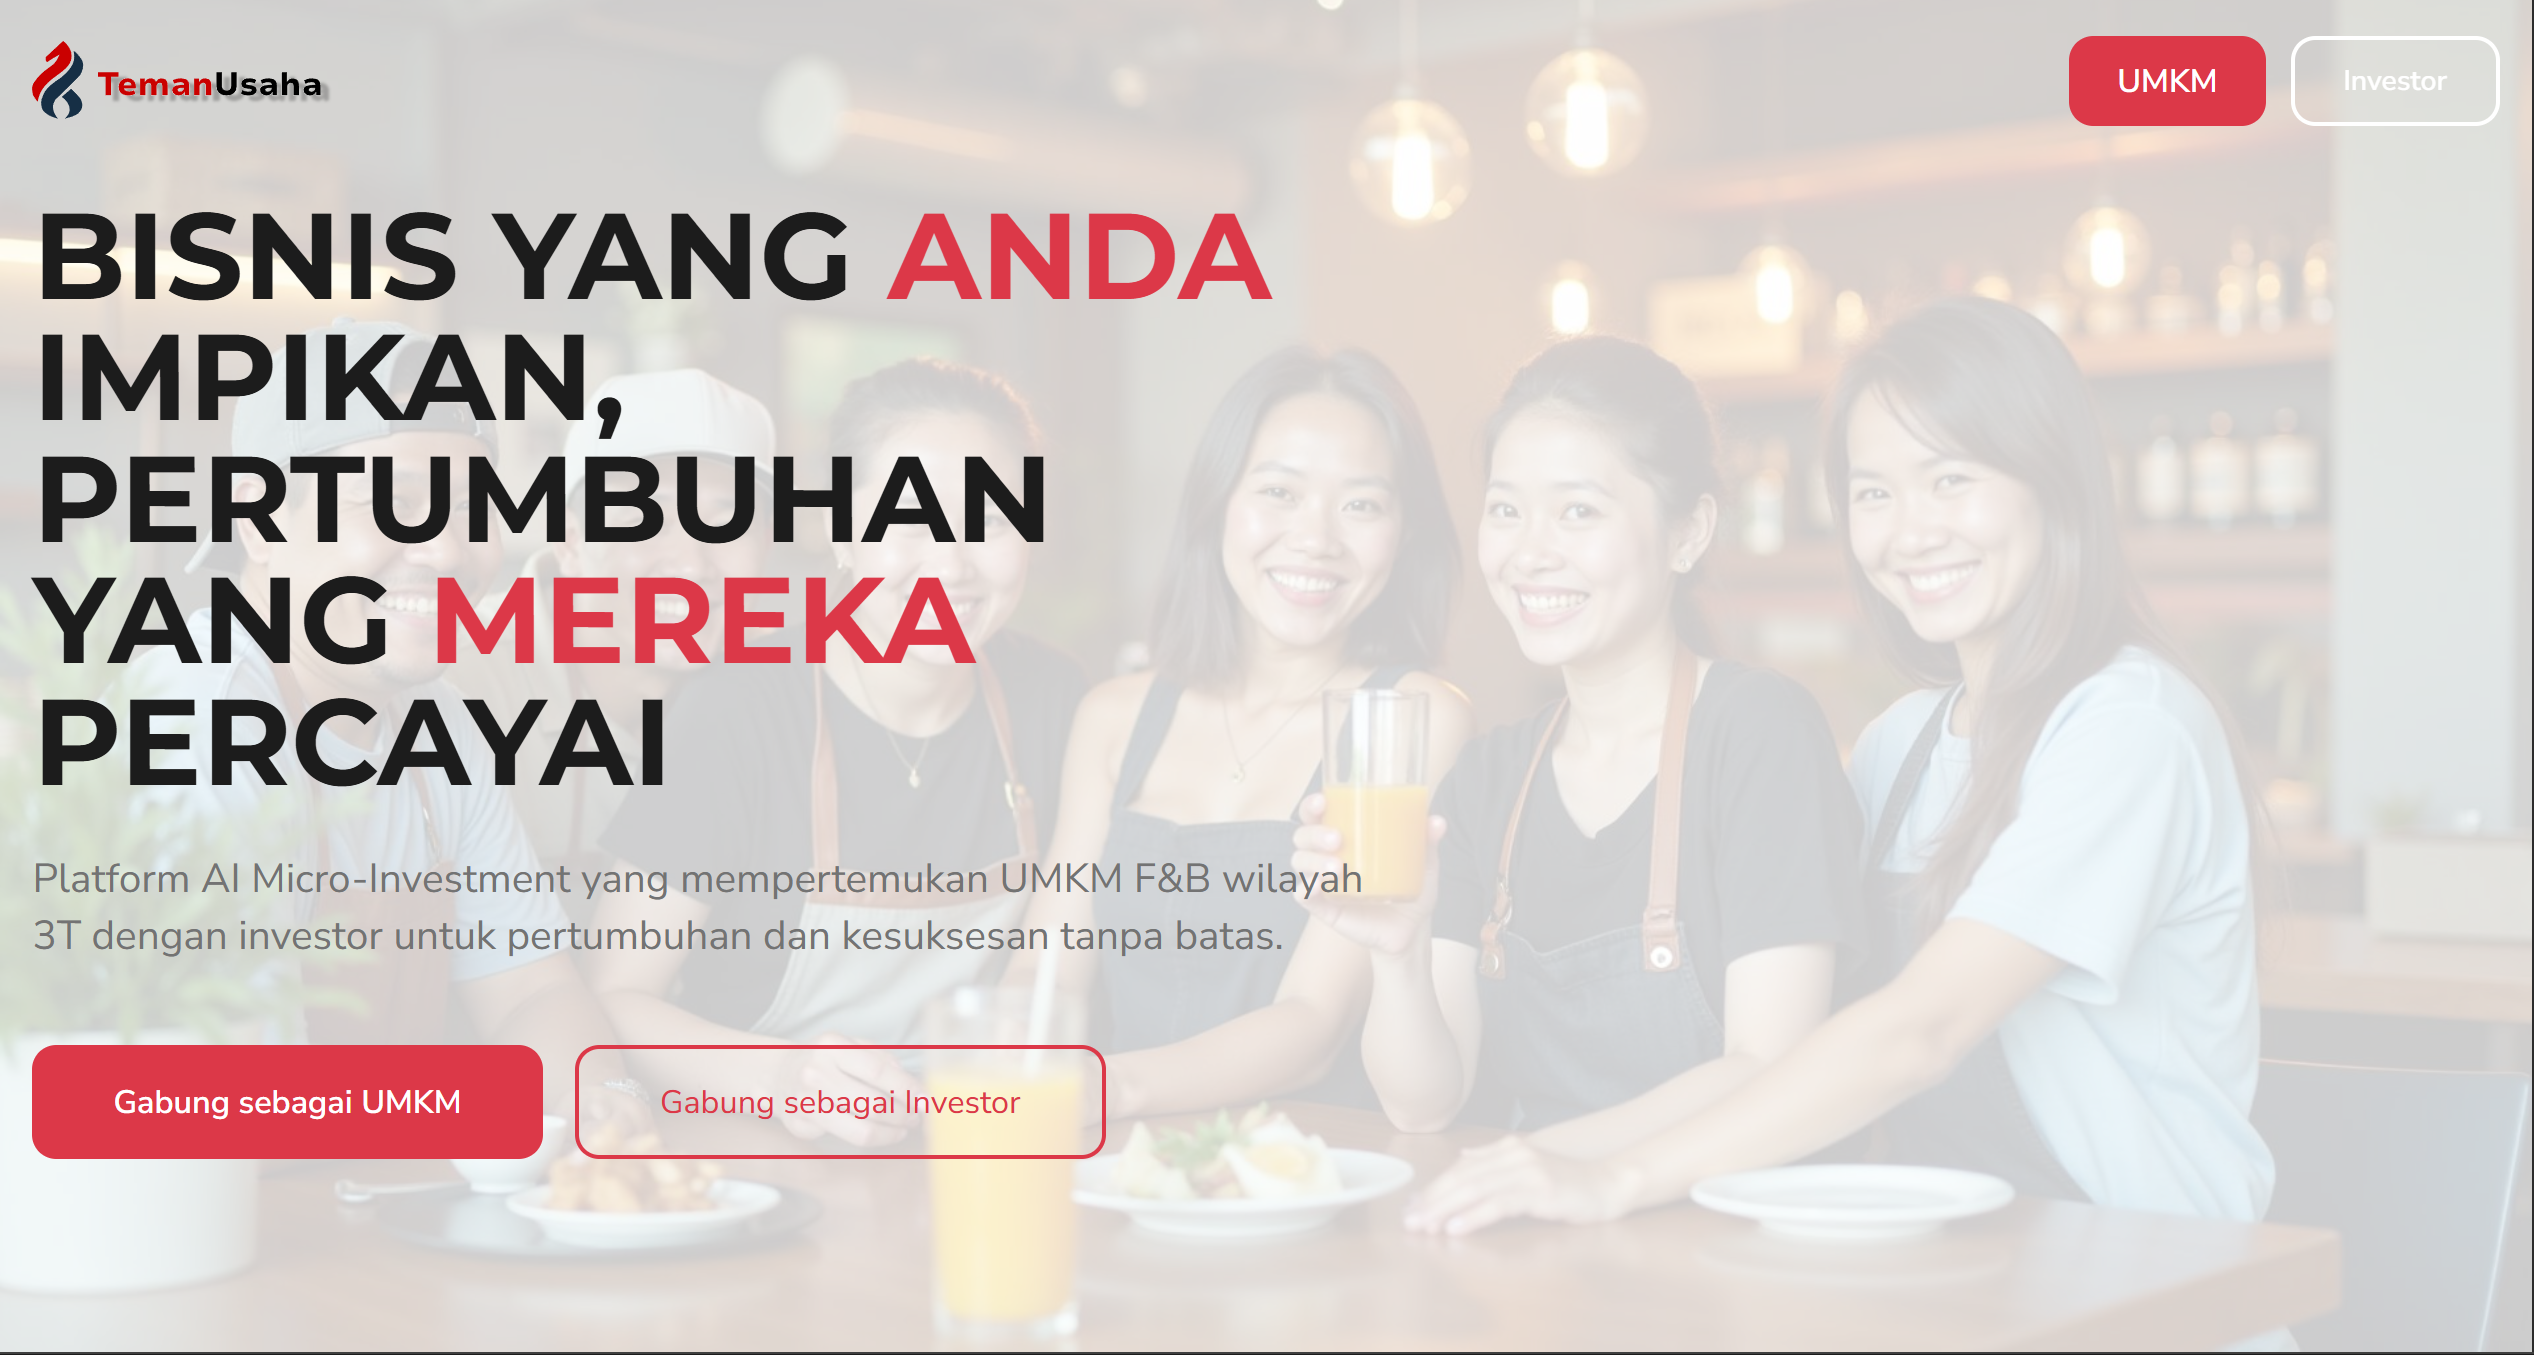 TemanUsaha
UMKM
Investor
BISNIS YANG ANDA
IMPIKAN,
PERTUMBUHAN
YANG MEREKA
PERCAYAI
Platform AI Micro-Investment yang mempertemukan UMKM F&B wilayah
3T dengan investor untuk pertumbuhan dan kesuksesan tanpa batas.
Gabung sebagai UMKM
Gabung sebagai Investor